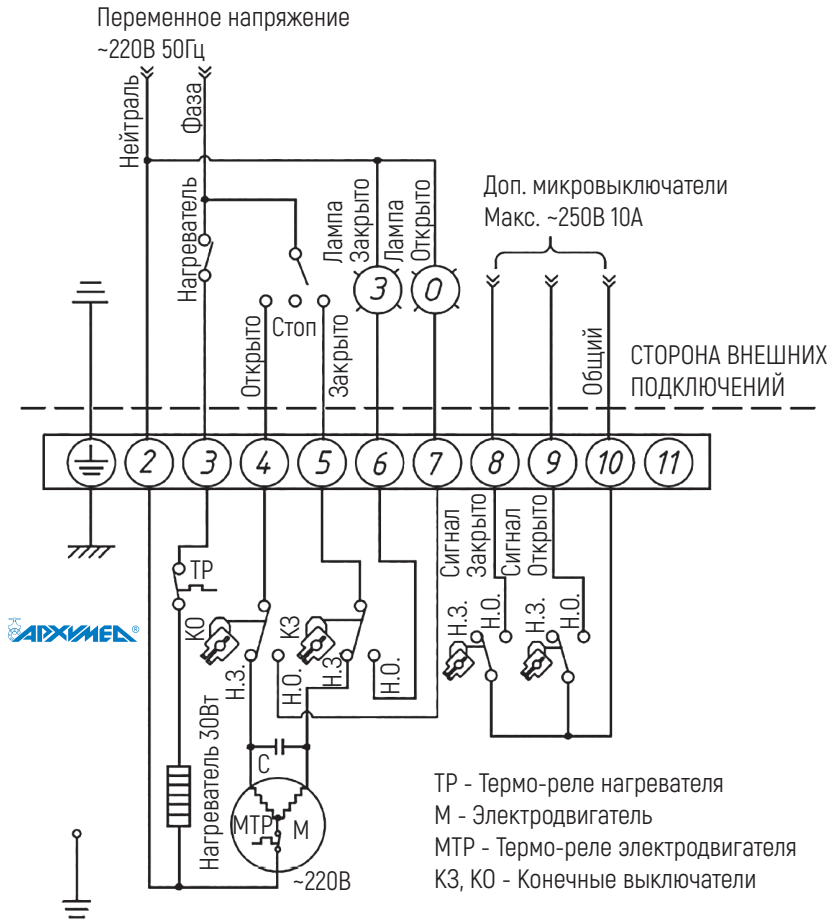 Переменное напряжение
~220В 50Гц
Нейтраль
Фаза
Нагреватель
Лампа
Закрыто
Лампа
Открыто
Доп. микровыключатели
Макс. ~250В 10А
З
О
Открыто
Стоп
Закрыто
Общий
СТОРОНА ВНЕШНИХ
ПОДКЛЮЧЕНИЙ
2 3 4 5 6 7 8 9 10 11
Сигнал
Закрыто
Сигнал
Открыто
ТР
АРХИМЕД®
КО
КЗ
Н.З.
Н.О.
Н.З
Н.О.
Н.З.
Н.О.
Н.З.
Н.О.
Нагреватель 30Вт
С
МТР
М
~220В
ТР - Термо-реле нагревателя
М - Электродвигатель
МТР - Термо-реле электродвигателя
КЗ, КО - Конечные выключатели